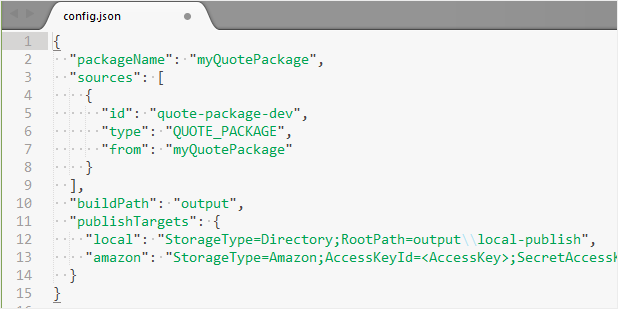 config.json
1 {
2 "packageName": "myQuotePackage",
3 "sources": [
4 {
5 "id": "quote-package-dev",
6 "type": "QUOTE_PACKAGE",
7 "from": "myQuotePackage"
8 }
9 ],
10 "buildPath": "output",
11 "publishTargets": {
12 "local": "StorageType=Directory;RootPath=output\\local-publish",
13 "amazon": "StorageType=Amazon;AccessKeyId=<AccessKey>;SecretAccessK
14 }
15 }